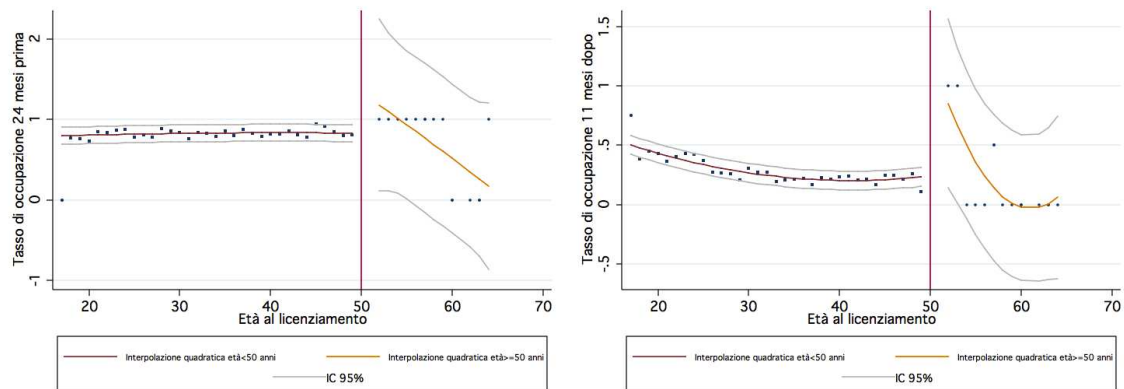 Tasso di occupazione 24 mesi prima
2
1
0
-1
20
30
40
50
60
70
Età al licenziamento
Interpolazione quadratica età<50 anni
Interpolazione quadratica età>=50 anni
IC 95%
Tasso di occupazione 11 mesi dopo
1.5
1
.5
0
-.5
20
30
40
50
60
70
Età al licenziamento
Interpolazione quadratica età<50 anni
Interpolazione quadratica età>=50 anni
IC 95%